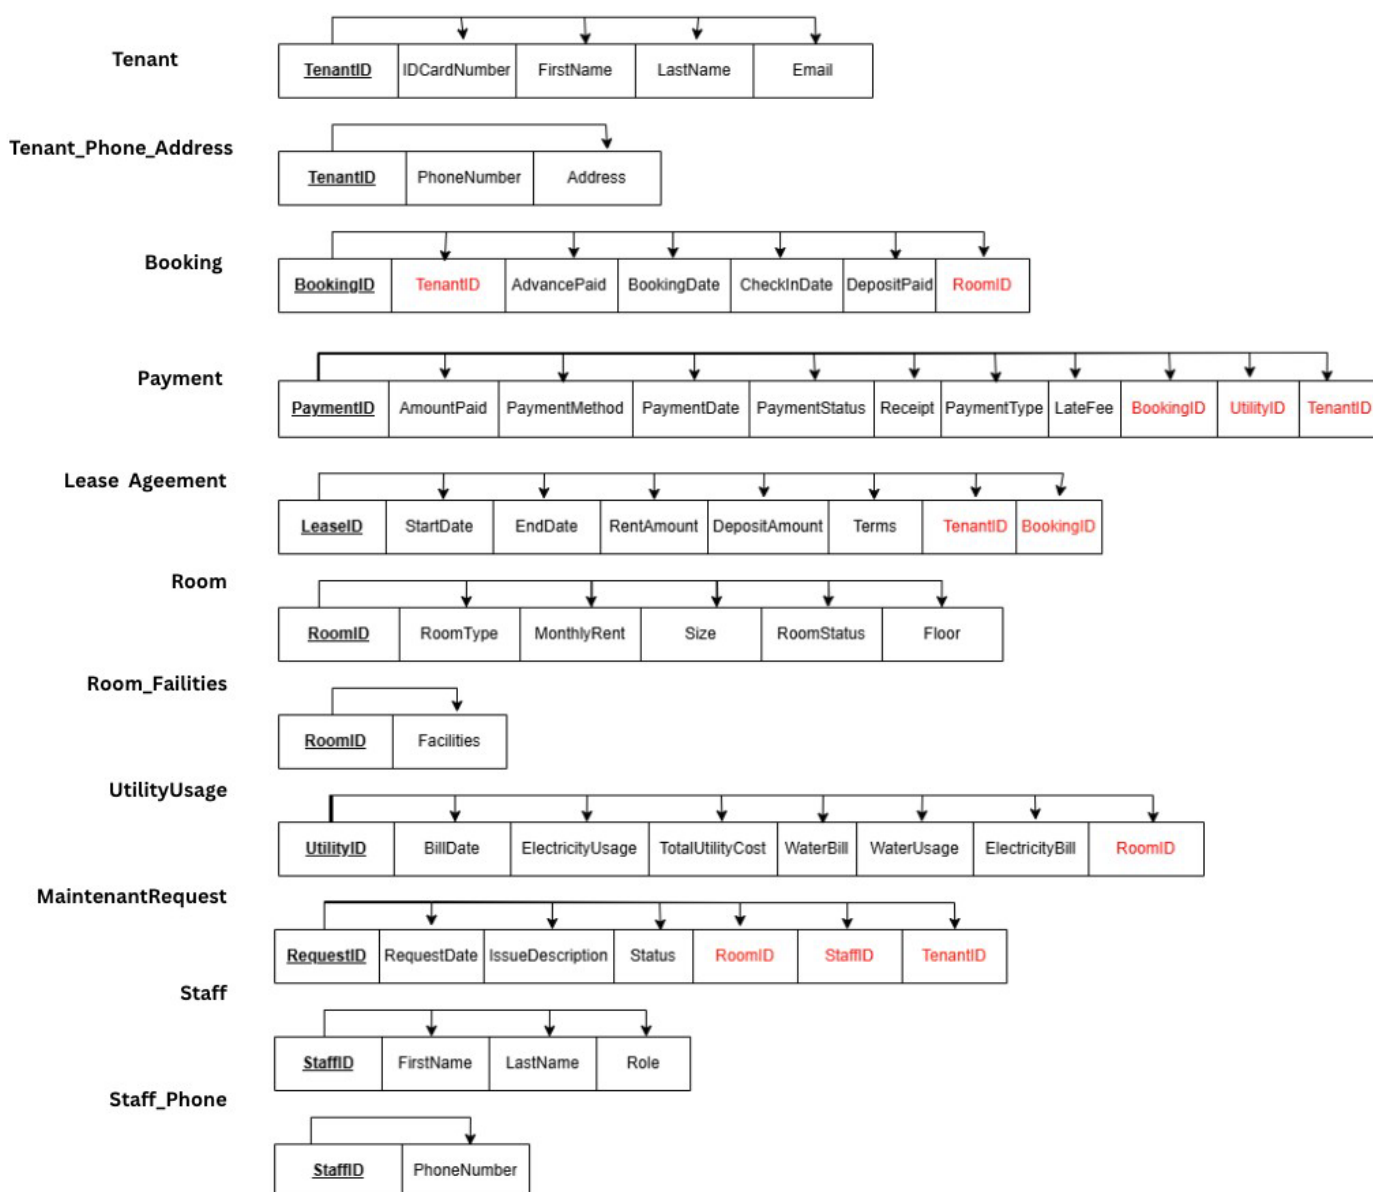 Tenant
TenantID IDCardNumber FirstName LastName Email
Tenant_Phone_Address
TenantID PhoneNumber Address
Booking
BookingID TenantID AdvancePaid BookingDate CheckInDate DepositPaid RoomID
Payment
PaymentID AmountPaid PaymentMethod PaymentDate PaymentStatus Receipt PaymentType LateFee BookingID UtilityID TenantID
Lease Ageement
LeaseID StartDate EndDate RentAmount DepositAmount Terms TenantID BookingID
Room
RoomID RoomType MonthlyRent Size RoomStatus Floor
Room_Failities
RoomID Facilities
UtilityUsage
UtilityID BillDate ElectricityUsage TotalUtilityCost WaterBill WaterUsage ElectricityBill RoomID
MaintenantRequest
RequestID RequestDate IssueDescription Status RoomID StaffID TenantID
Staff
StaffID FirstName LastName Role
Staff_Phone
StaffID PhoneNumber